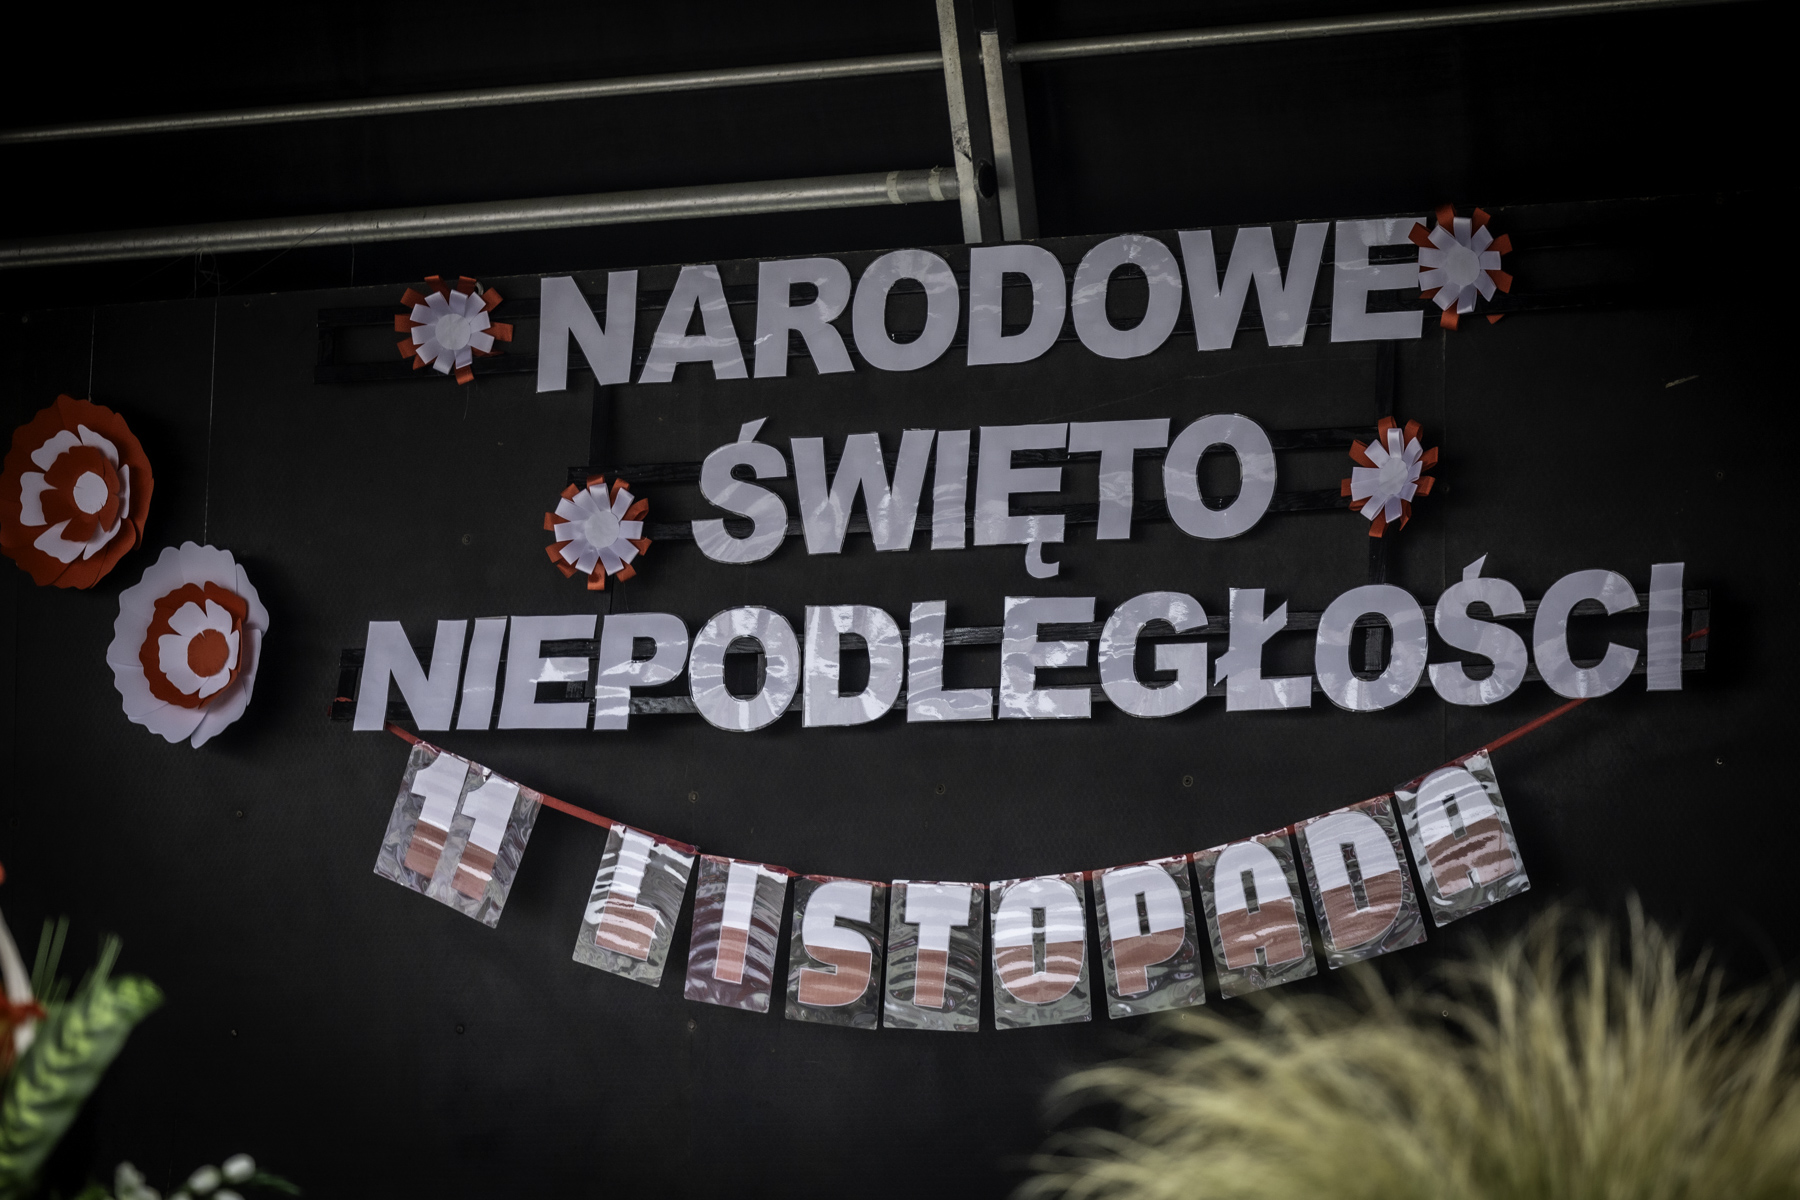 NARODOWE
ŚWIĘTO
NIEPODLEGŁOŚCI
11 LISTOPADA